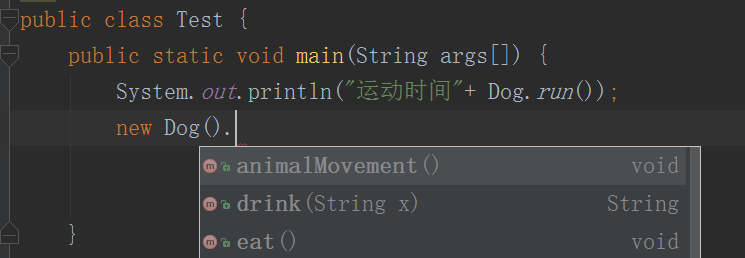 public class Test {
public static void main(String args[]) {
System.out.println("运动时间"+ Dog.run());
new Dog().
animalMovement() void
drink(String x) String
eat() void
}